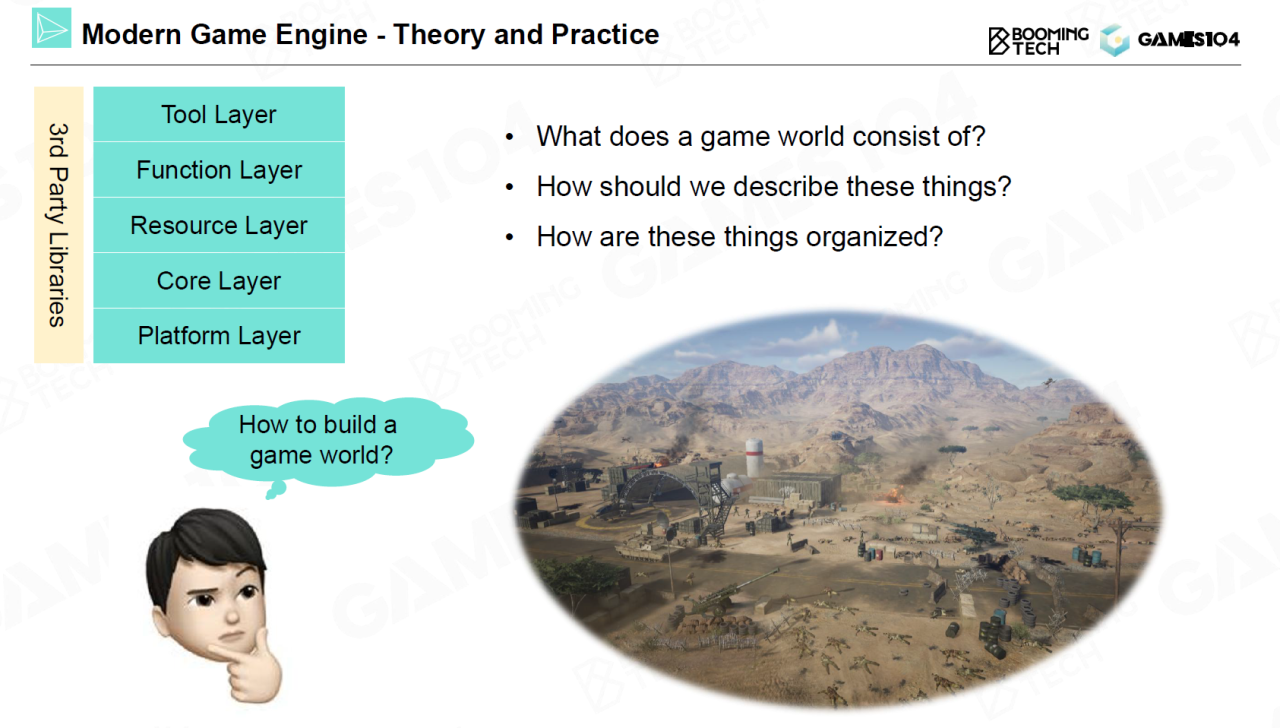 Modern Game Engine - Theory and Practice
BOOMING
TECH
GAMES104
3rd Party Libraries
Tool Layer
Function Layer
Resource Layer
Core Layer
Platform Layer
• What does a game world consist of?
• How should we describe these things?
• How are these things organized?
How to build a
game world?